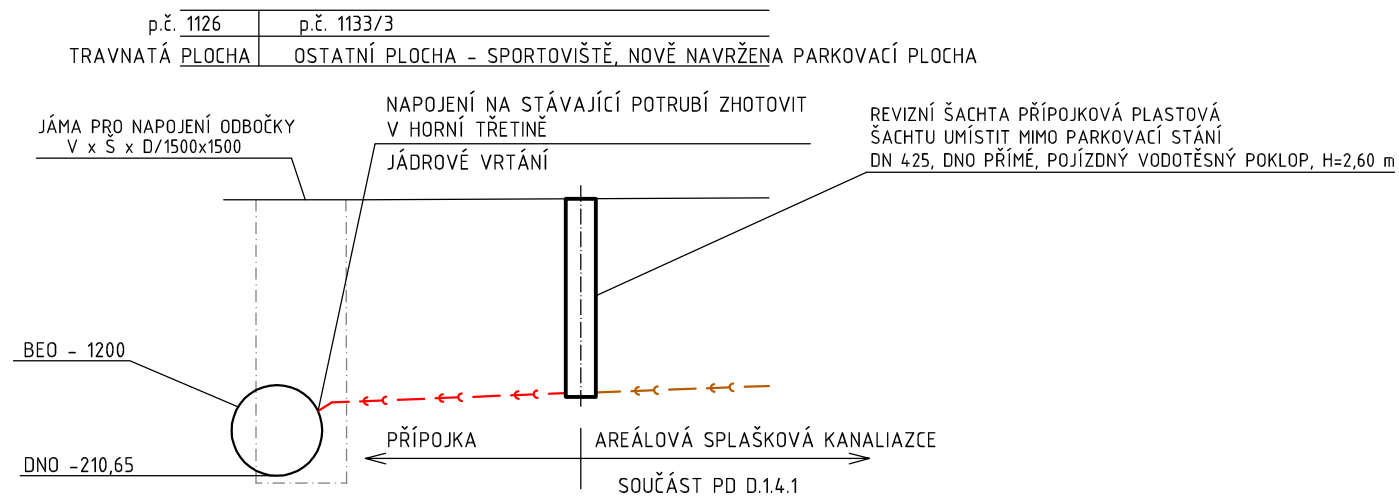 p.č. 1126
p.č. 1133/3
TRAVNATÁ PLOCHA
OSTATNÍ PLOCHA - SPORTOVIŠTĚ, NOVĚ NAVRŽENA PARKOVACÍ PLOCHA
JÁMA PRO NAPOJENÍ ODBOČKY
V x Š x D/1500x1500
NAPOJENÍ NA STÁVAJÍCÍ POTRUBÍ ZHOTOVIT
V HORNÍ TŘETINĚ
JÁDROVÉ VRTÁNÍ
REVIZNÍ ŠACHTA PŘÍPOJKOVÁ PLASTOVÁ
ŠACHTU UMÍSTIT MIMO PARKOVACÍ STÁNÍ
DN 425, DNO PŘÍMÉ, POJÍZDNÝ VODOTĚSNÝ POKLOP, H=2,60 m
BEO - 1200
DNO -210,65
PŘÍPOJKA
AREÁLOVÁ SPLAŠKOVÁ KANALIAZCE
SOUČÁST PD D.1.4.1